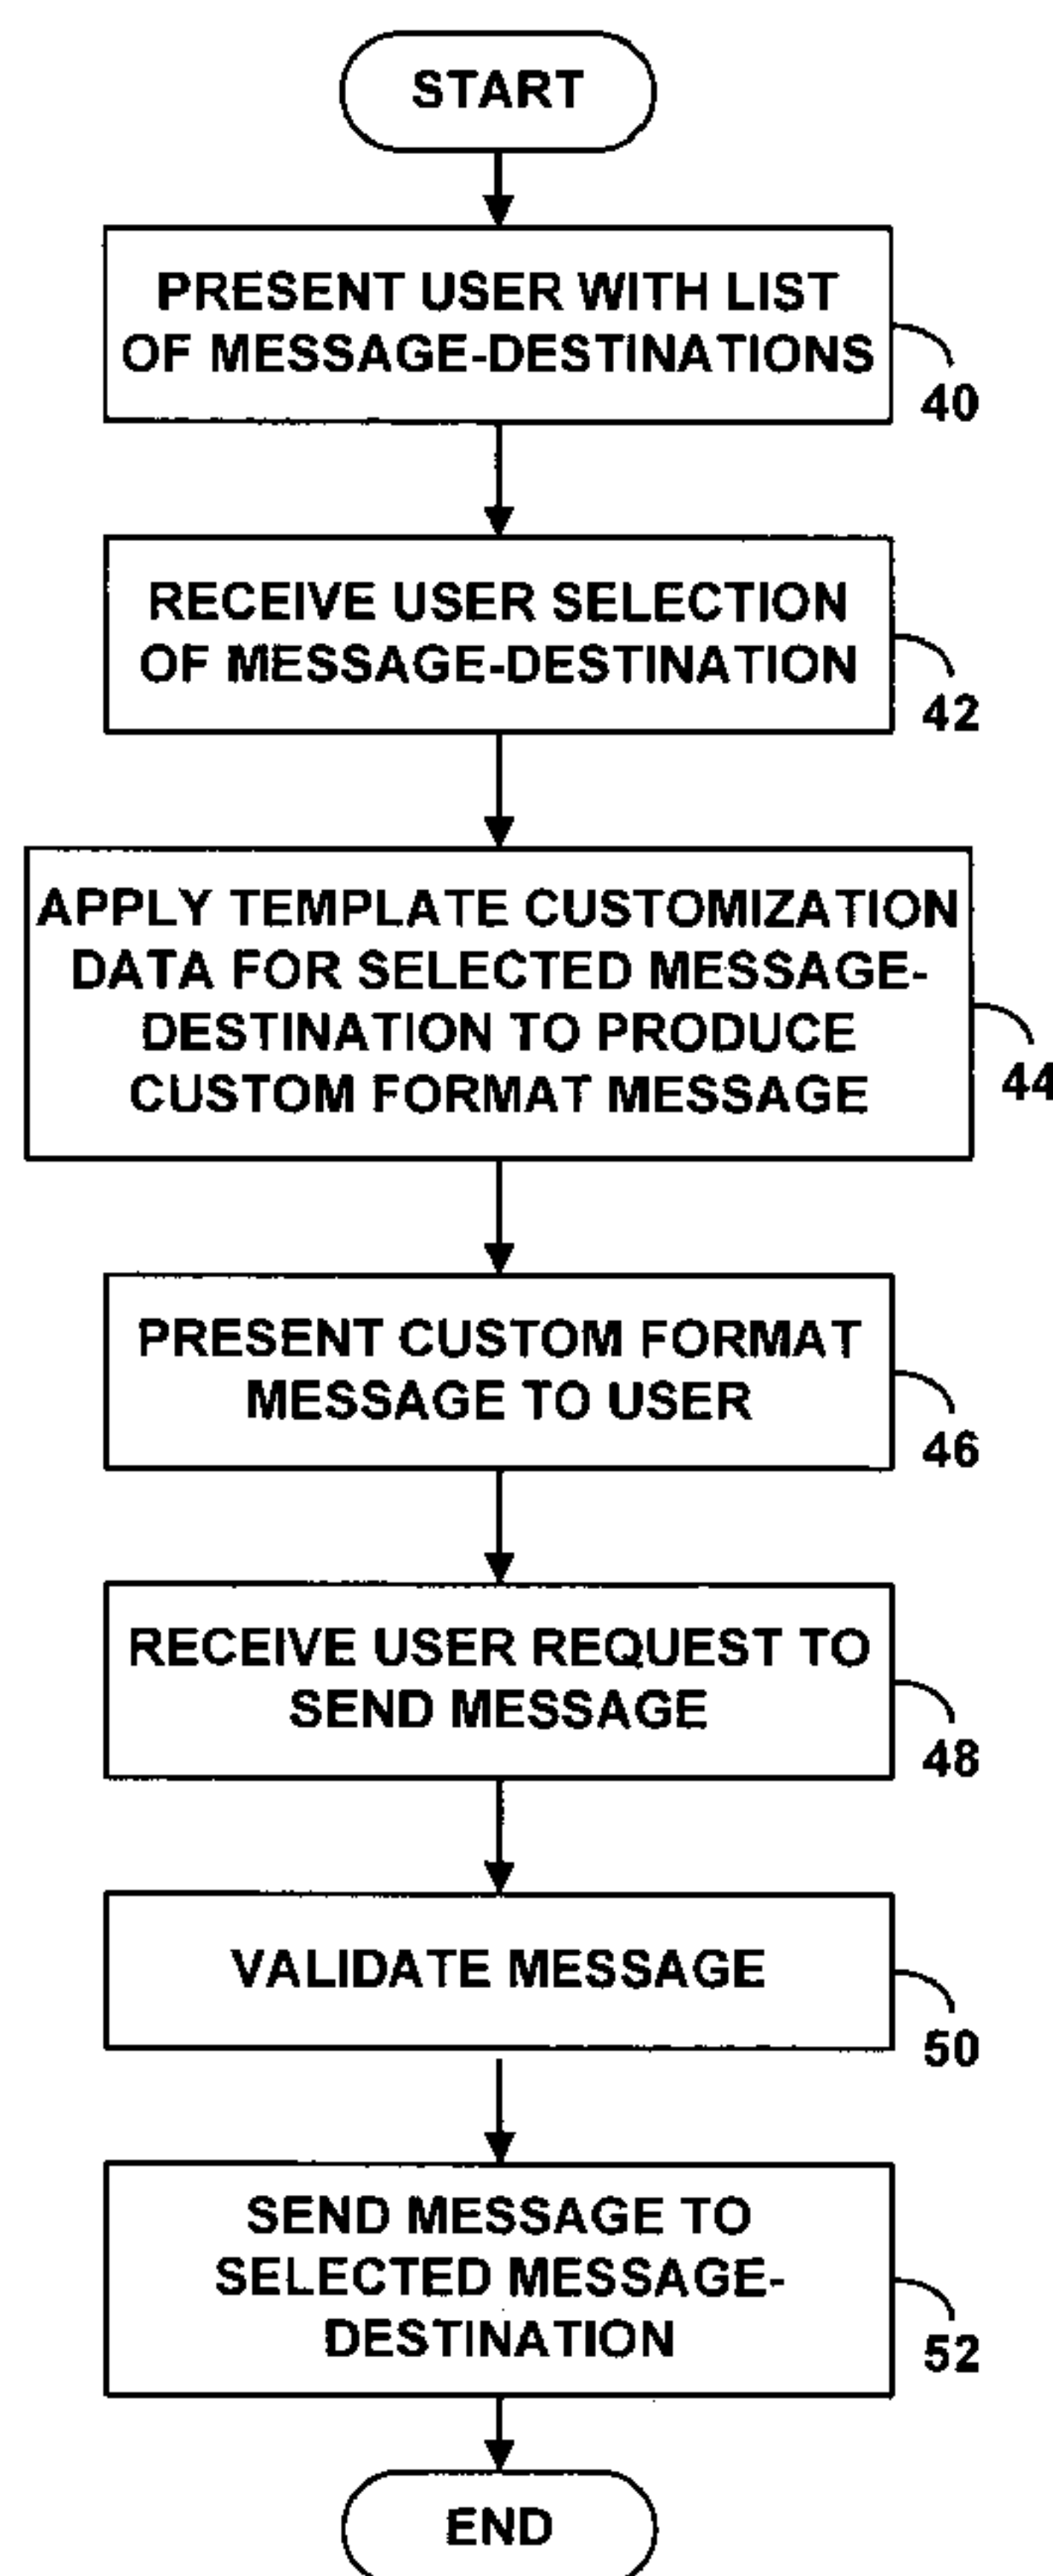 START
PRESENT USER WITH LIST
OF MESSAGE-DESTINATIONS
40
RECEIVE USER SELECTION
OF MESSAGE-DESTINATION
42
APPLY TEMPLATE CUSTOMIZATION
DATA FOR SELECTED MESSAGE-
DESTINATION TO PRODUCE
CUSTOM FORMAT MESSAGE
44
PRESENT CUSTOM FORMAT
MESSAGE TO USER
46
RECEIVE USER REQUEST TO
SEND MESSAGE
48
VALIDATE MESSAGE
50
SEND MESSAGE TO
SELECTED MESSAGE-
DESTINATION
52
END